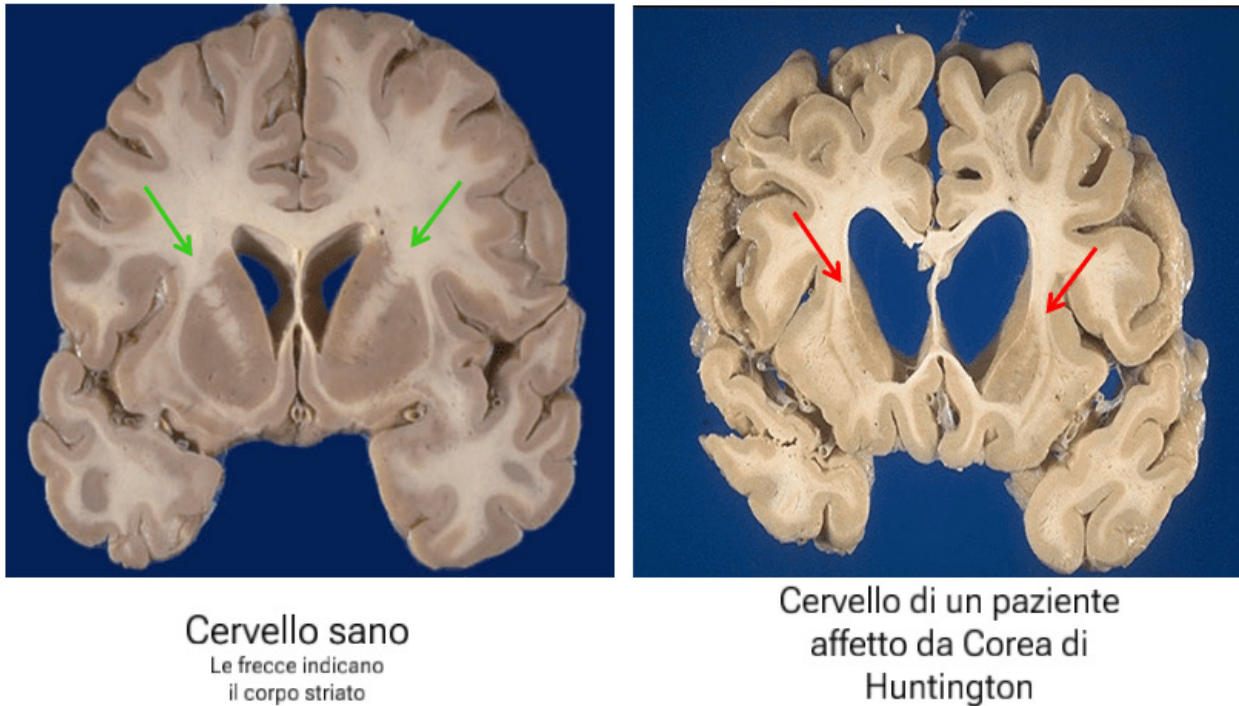 Cervello sano
Le frecce indicano
il corpo striato
Cervello di un paziente
affetto da Corea di
Huntington